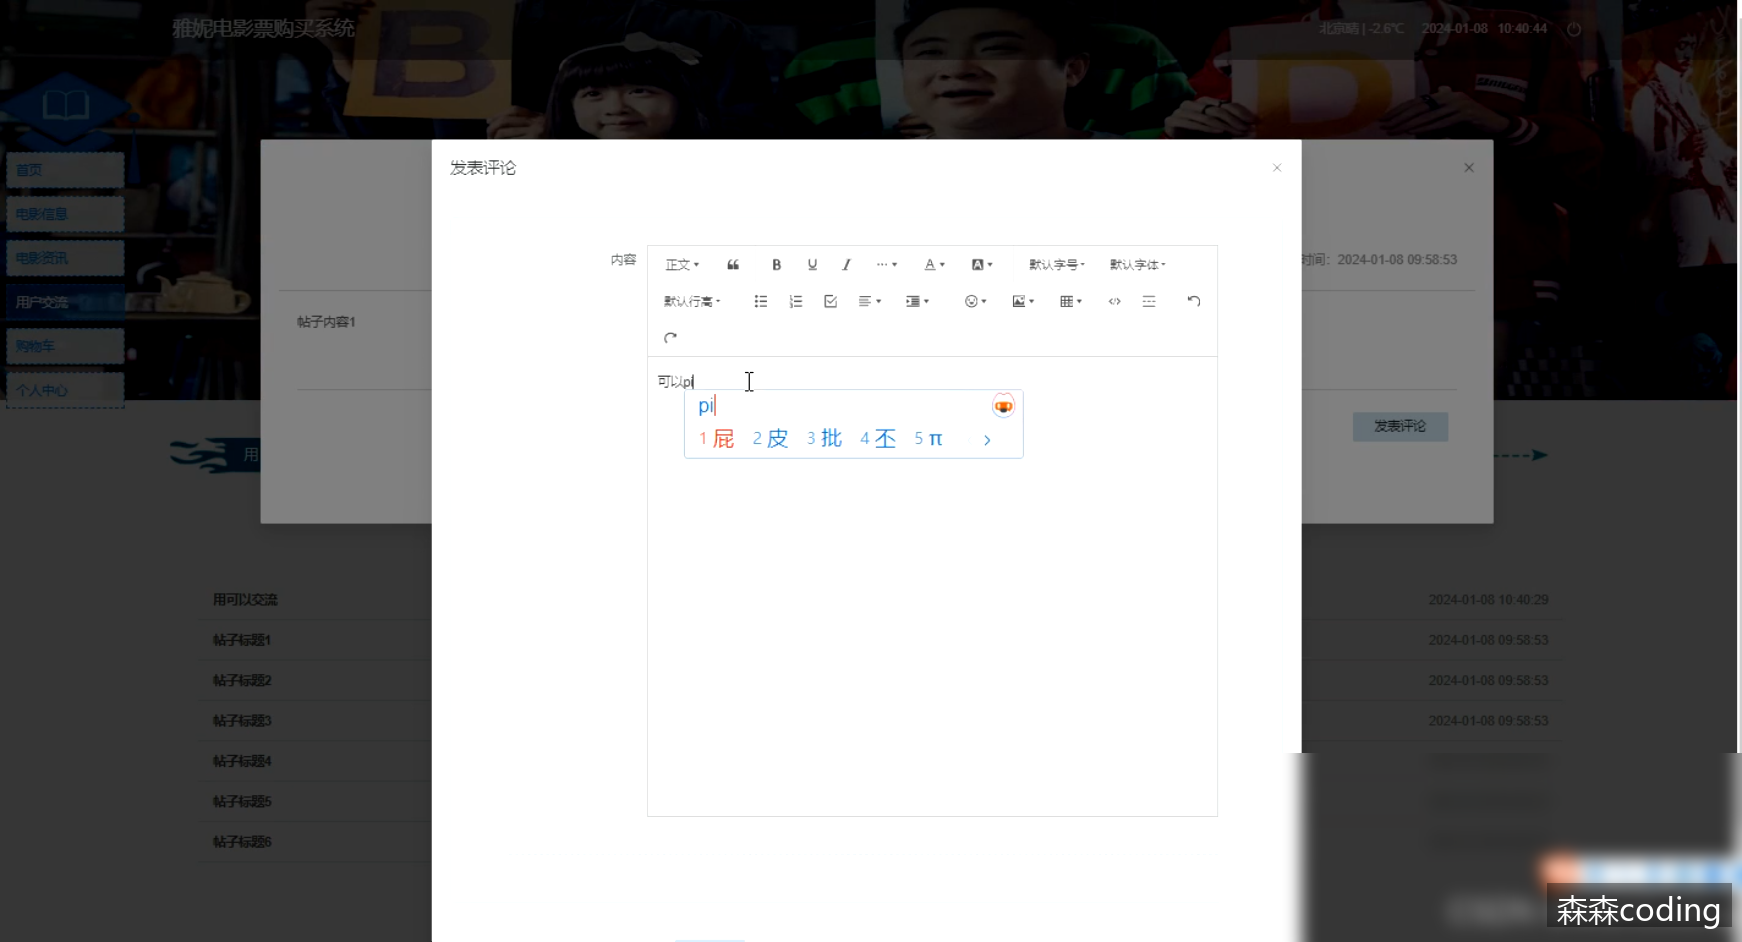 雅妮电影票购买系统
北京晴 | -2.6℃ 2024-01-08 10:40:44
首页
电影信息
电影资讯
用户交流
购物车
个人中心
发表评论
时间：2024-01-08 09:58:53
帖子内容1
发表评论
内容
正文 B U I ··· A A 默认字号 默认字体
默认行高
可以pi
pi
1 屁 2 皮 3 批 4 丕 5 π
用
用可以交流 2024-01-08 10:40:29
帖子标题1 2024-01-08 09:58:53
帖子标题2 2024-01-08 09:58:53
帖子标题3 2024-01-08 09:58:53
帖子标题4
帖子标题5
帖子标题6
森森coding